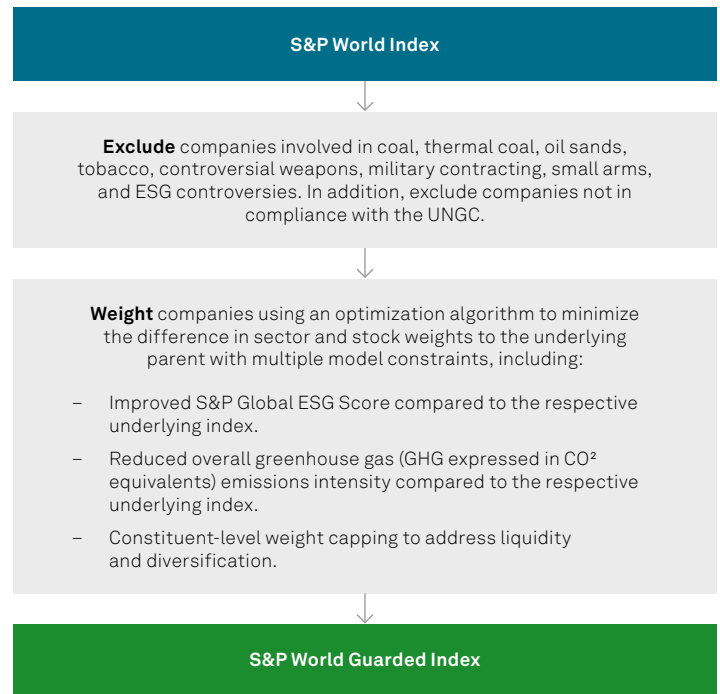 S&P World Index
Exclude companies involved in coal, thermal coal, oil sands,
tobacco, controversial weapons, military contracting, small arms,
and ESG controversies. In addition, exclude companies not in
compliance with the UNGC.
Weight companies using an optimization algorithm to minimize
the difference in sector and stock weights to the underlying
parent with multiple model constraints, including:
– Improved S&P Global ESG Score compared to the respective
underlying index.
– Reduced overall greenhouse gas (GHG expressed in CO²
equivalents) emissions intensity compared to the respective
underlying index.
– Constituent-level weight capping to address liquidity
and diversification.
S&P World Guarded Index